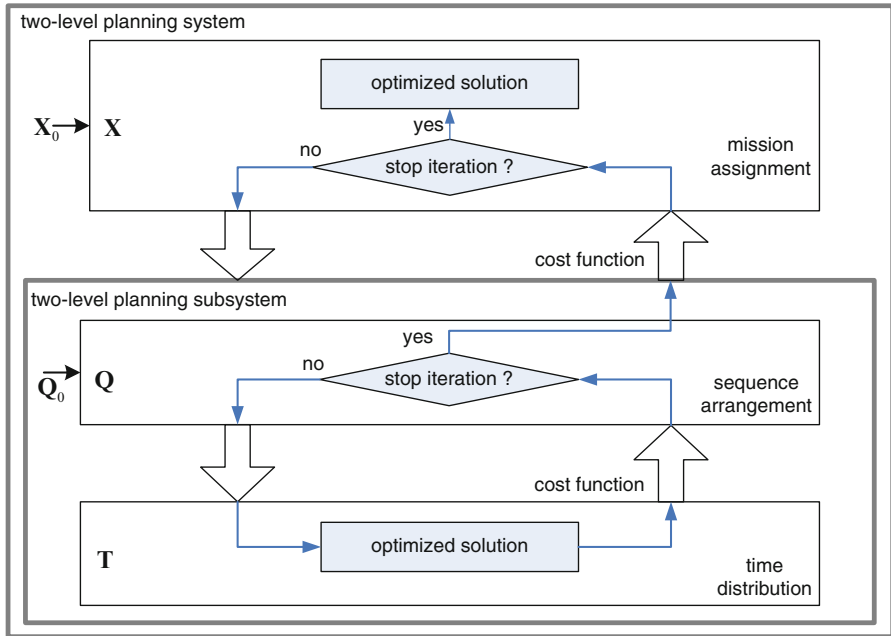 two-level planning system
optimized solution
yes
X₀
X
no
stop iteration ?
mission
assignment
cost function
two-level planning subsystem
yes
no
Q₀
Q
stop iteration ?
sequence
arrangement
cost function
optimized solution
T
time
distribution